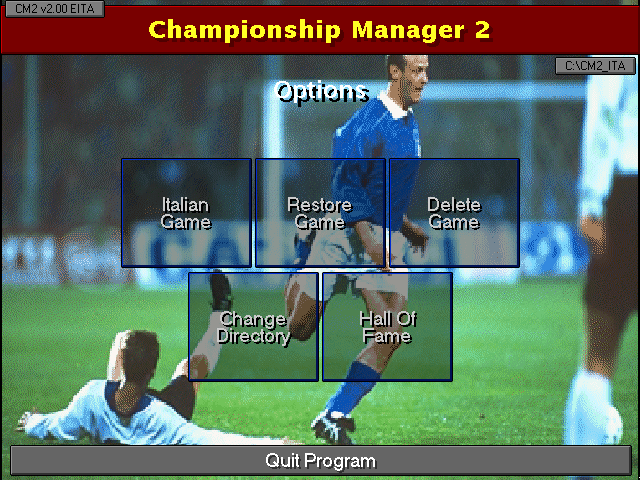 CM2 v2.00 EITA
Championship Manager 2
C:\CM2_ITA
Options
Italian
Game
Restore
Game
Delete
Game
Change
Directory
Hall Of
Fame
Quit Program